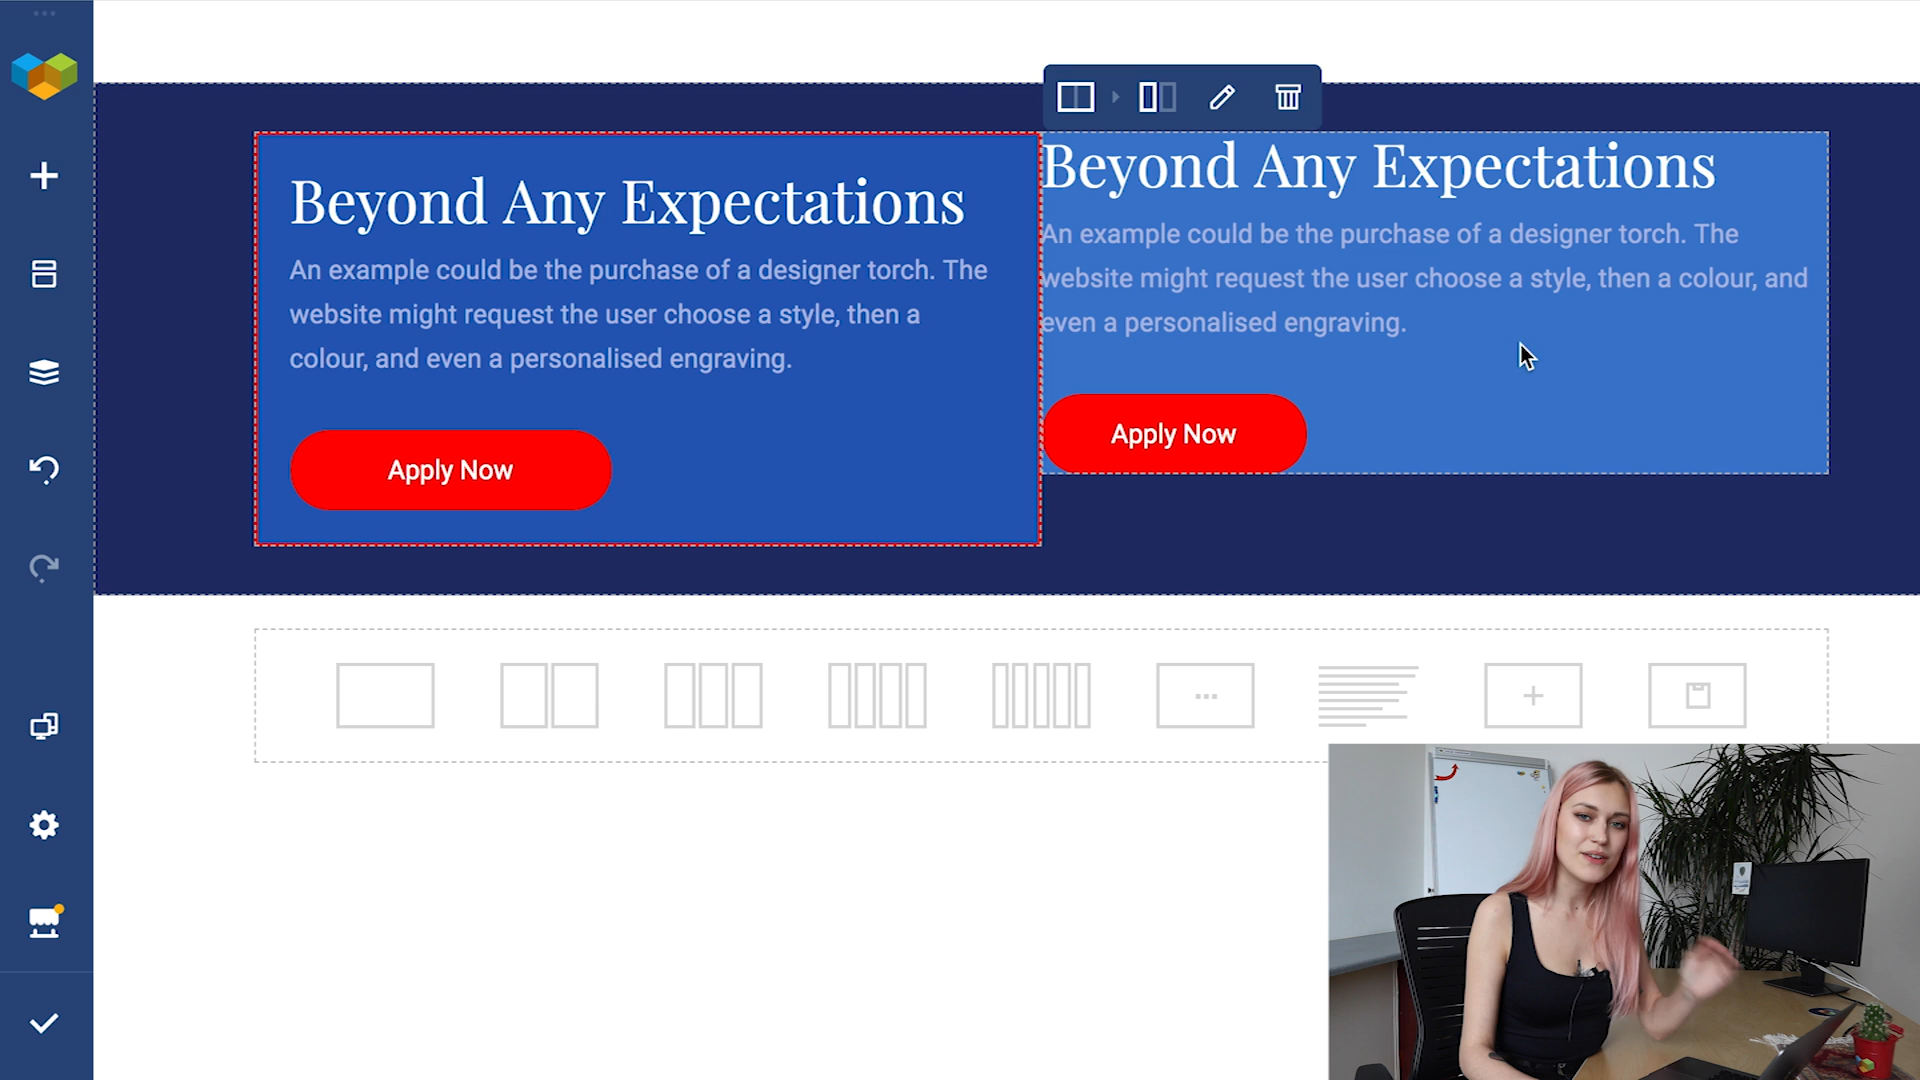 Beyond Any Expectations
An example could be the purchase of a designer torch. The
website might request the user choose a style, then a
colour, and even a personalised engraving.
Apply Now
Beyond Any Expectations
An example could be the purchase of a designer torch. The
website might request the user choose a style, then a colour, and
even a personalised engraving.
Apply Now